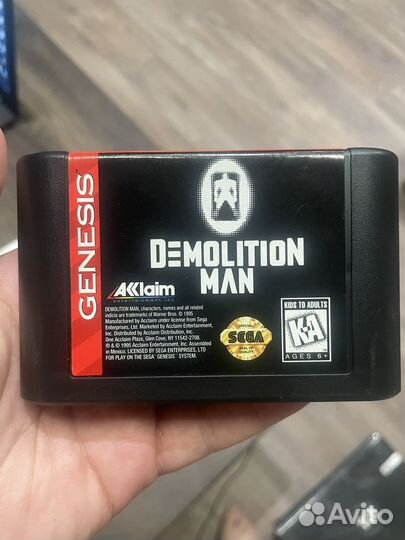 GENESIS
DEMOLITION
MAN
AKklaim
entertainment inc.
DEMOLITION MAN, characters, names and all related
indicia are trademarks of Warner Bros. © 1995
Manufactured by Acclaim under license from Sega
Enterprises, Ltd. Marketed by Acclaim Entertainment,
Inc. Distributed by Acclaim Distribution, Inc.
One Acclaim Plaza, Glen Cove, NY 11542-2708.
® & © 1995 Acclaim Entertainment, Inc. Assembled
in Mexico. LICENSED BY SEGA ENTERPRISES, LTD
FOR PLAY ON THE SEGA™ GENESIS™ SYSTEM.
OFFICIAL
SEGA
SEAL OF
QUALITY
KIDS TO ADULTS
K-A
AGES 6+
Avito